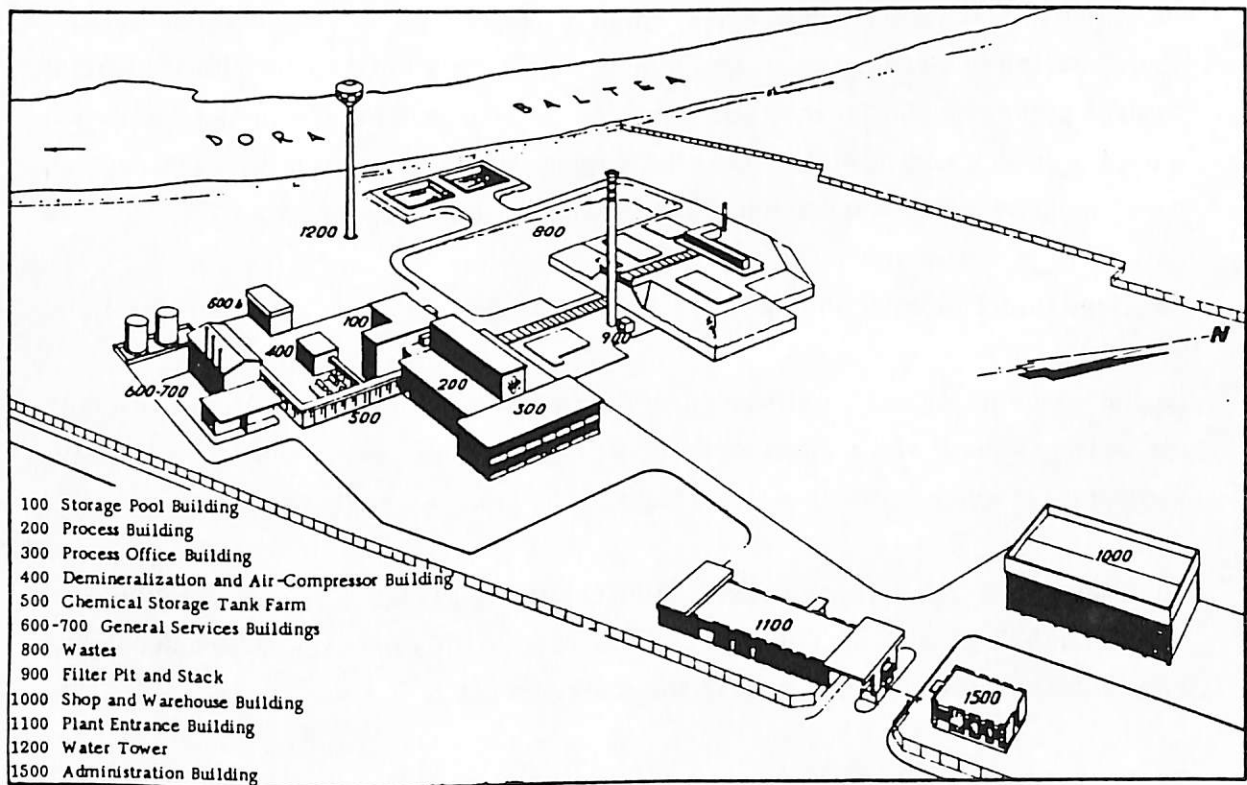 DORA BALTEA
1200
800
600 b
100
900
N
400
600-700
200
500
300
1000
1100
1500
100 Storage Pool Building
200 Process Building
300 Process Office Building
400 Demineralization and Air-Compressor Building
500 Chemical Storage Tank Farm
600-700 General Services Buildings
800 Wastes
900 Filter Pit and Stack
1000 Shop and Warehouse Building
1100 Plant Entrance Building
1200 Water Tower
1500 Administration Building